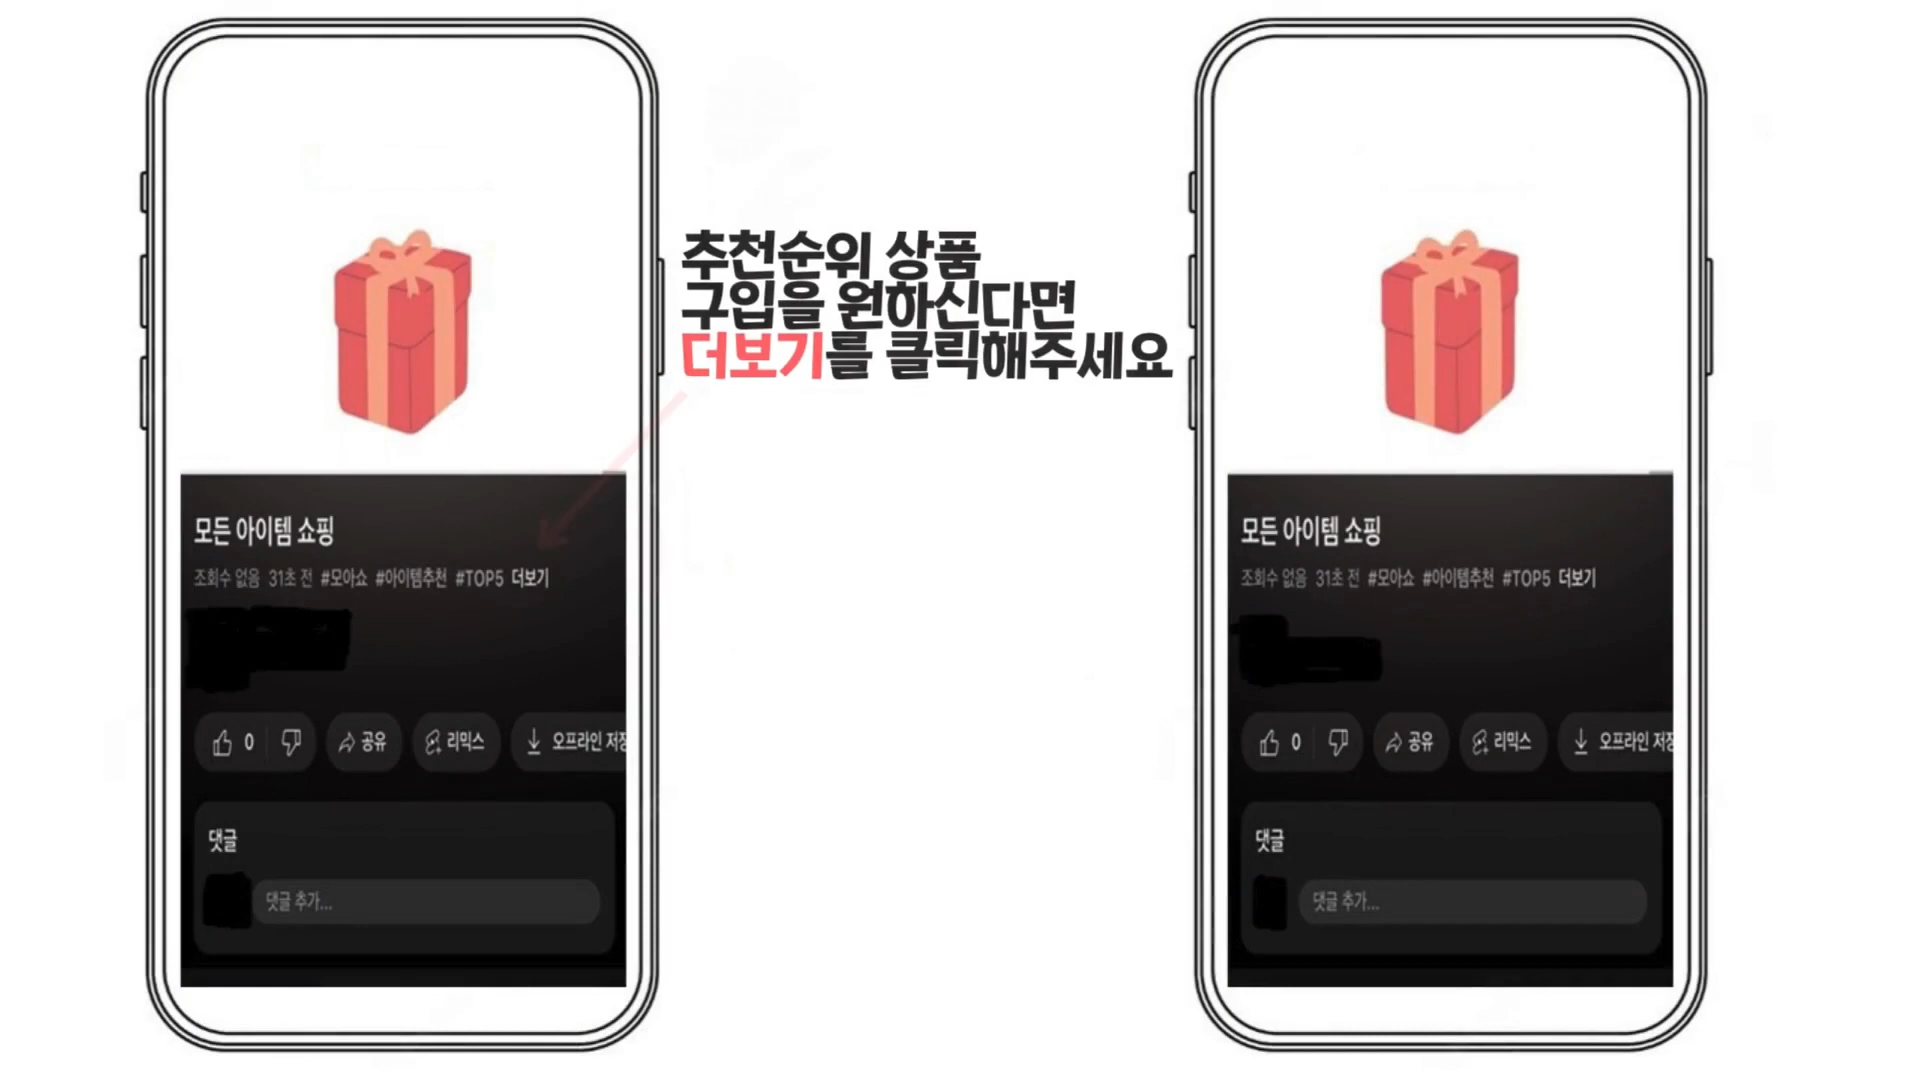 추천순위 상품
구입을 원하신다면
더보기를 클릭해주세요
모든 아이템 쇼핑
조회수 없음 31초 전 #모아쇼 #아이템추천 #TOP5 더보기
0
공유
리믹스
오프라인 저장
댓글
댓글 추가...
모든 아이템 쇼핑
조회수 없음 31초 전 #모아쇼 #아이템추천 #TOP5 더보기
0
공유
리믹스
오프라인 저장
댓글
댓글 추가...